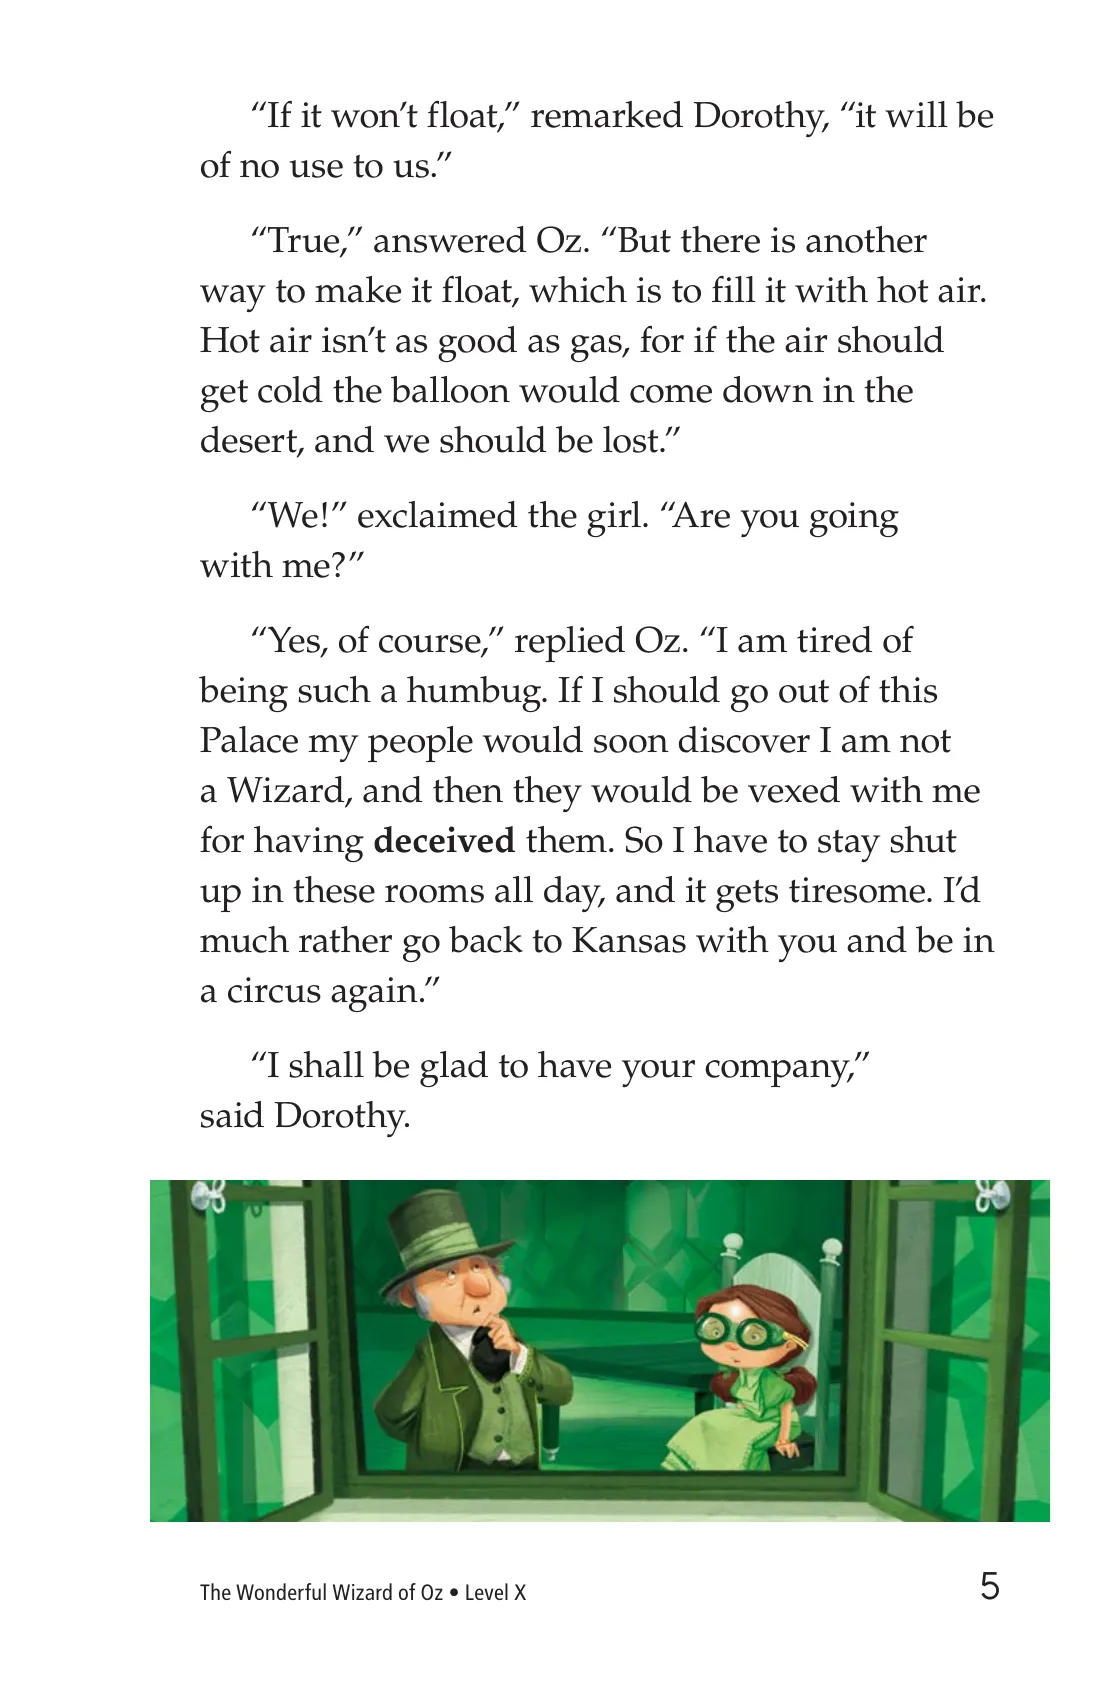 “If it won’t float,” remarked Dorothy, “it will be
of no use to us.”
“True,” answered Oz. “But there is another
way to make it float, which is to fill it with hot air.
Hot air isn’t as good as gas, for if the air should
get cold the balloon would come down in the
desert, and we should be lost.”
“We!” exclaimed the girl. “Are you going
with me?”
“Yes, of course,” replied Oz. “I am tired of
being such a humbug. If I should go out of this
Palace my people would soon discover I am not
a Wizard, and then they would be vexed with me
for having deceived them. So I have to stay shut
up in these rooms all day, and it gets tiresome. I’d
much rather go back to Kansas with you and be in
a circus again.”
“I shall be glad to have your company,”
said Dorothy.
The Wonderful Wizard of Oz • Level X
5